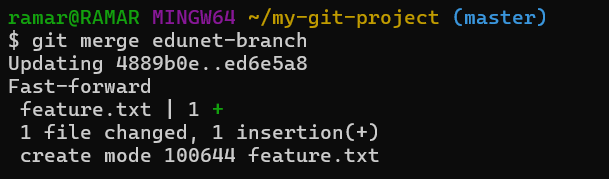 ramar@RAMAR MINGW64 ~/my-git-project (master)
$ git merge edunet-branch
Updating 4889b0e..ed6e5a8
Fast-forward
 feature.txt | 1 +
 1 file changed, 1 insertion(+)
 create mode 100644 feature.txt